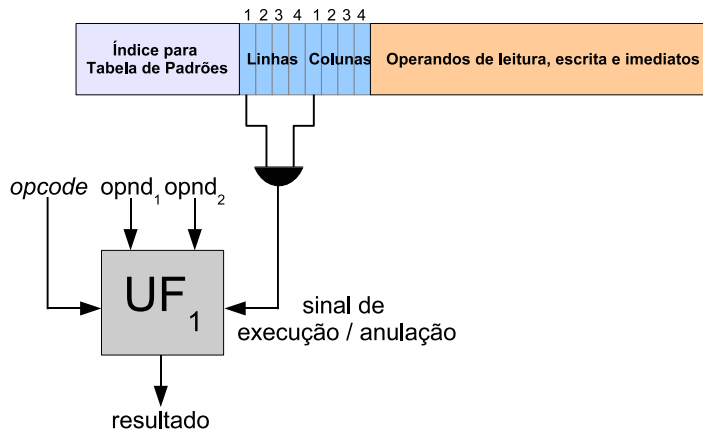 1 2 3 4 1 2 3 4
Índice para
Tabela de Padrões
Linhas
Colunas
Operandos de leitura, escrita e imediatos
opcode
opnd1
opnd2
UF1
sinal de
execução / anulação
resultado